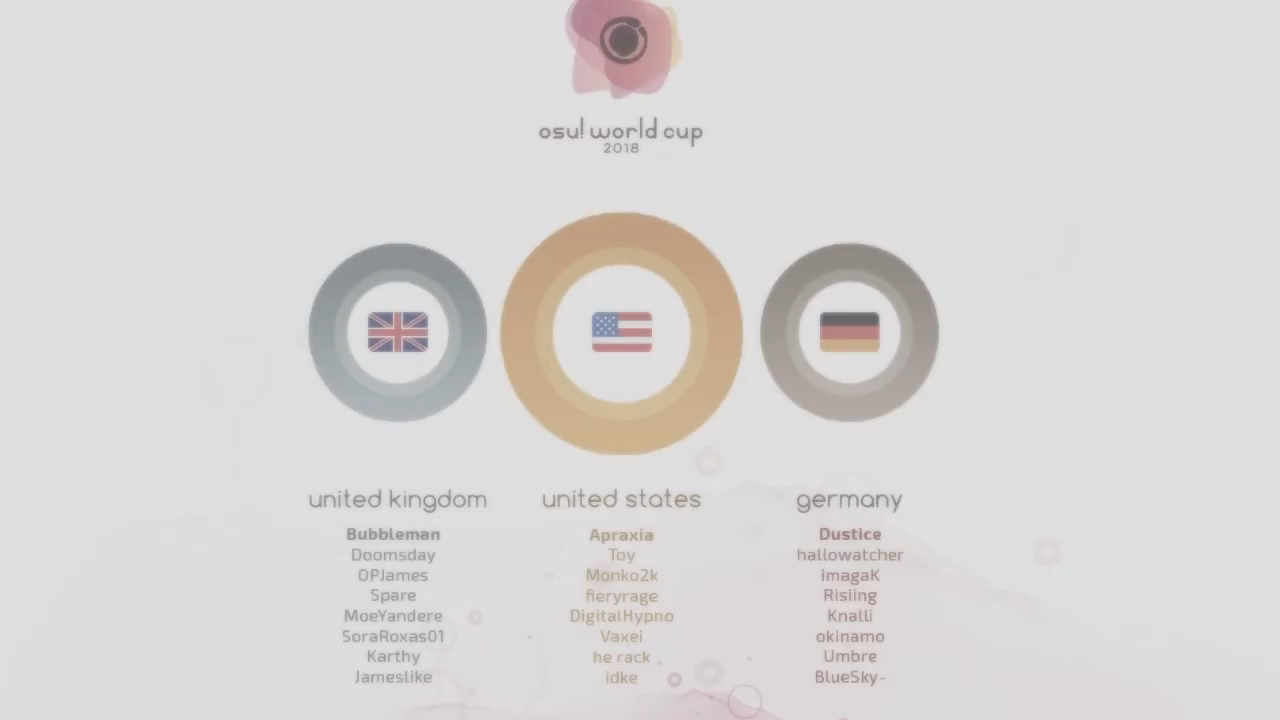 osu! world cup
2018
united kingdom
Bubbleman
Doomsday
OPJames
Spare
MoeYandere
SoraRoxas01
Karthy
Jameslike
united states
Apraxia
Toy
Monko2k
fieryrage
DigitalHypno
Vaxei
he rack
idke
germany
Dustice
hallowatcher
imagaK
Risiing
Knalli
okinamo
Umbre
BlueSky-